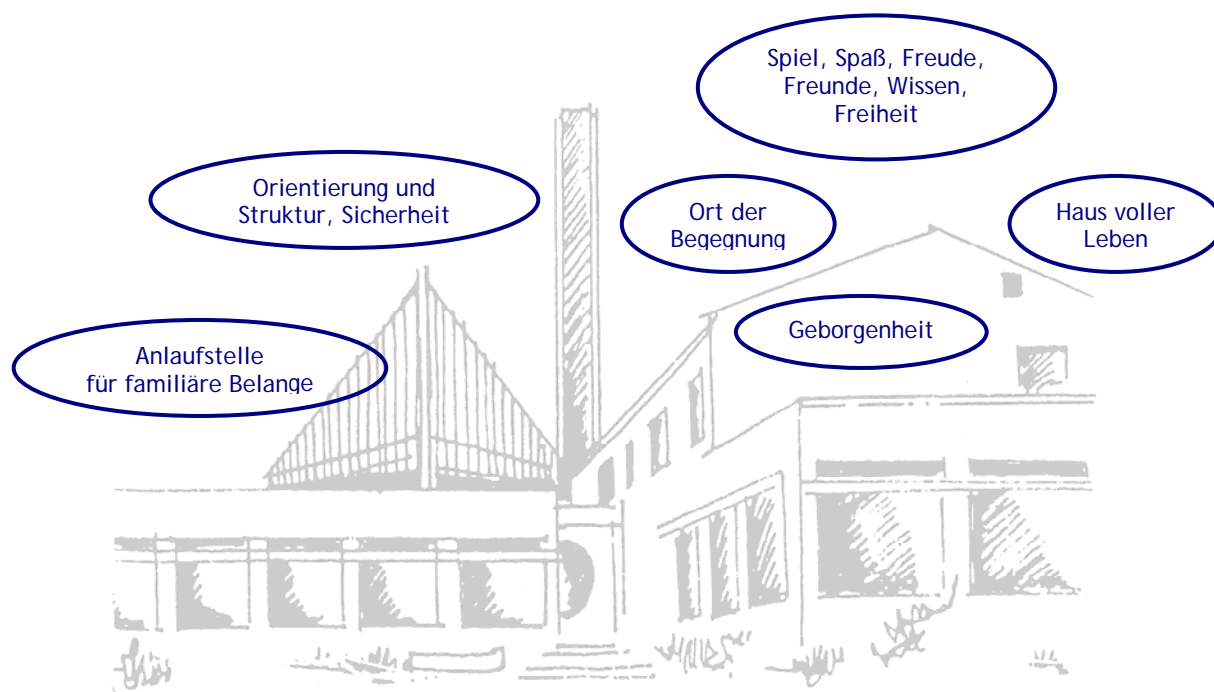 Spiel, Spaß, Freude,
Freunde, Wissen,
Freiheit
Orientierung und
Struktur, Sicherheit
Ort der
Begegnung
Haus voller
Leben
Geborgenheit
Anlaufstelle
für familiäre Belange